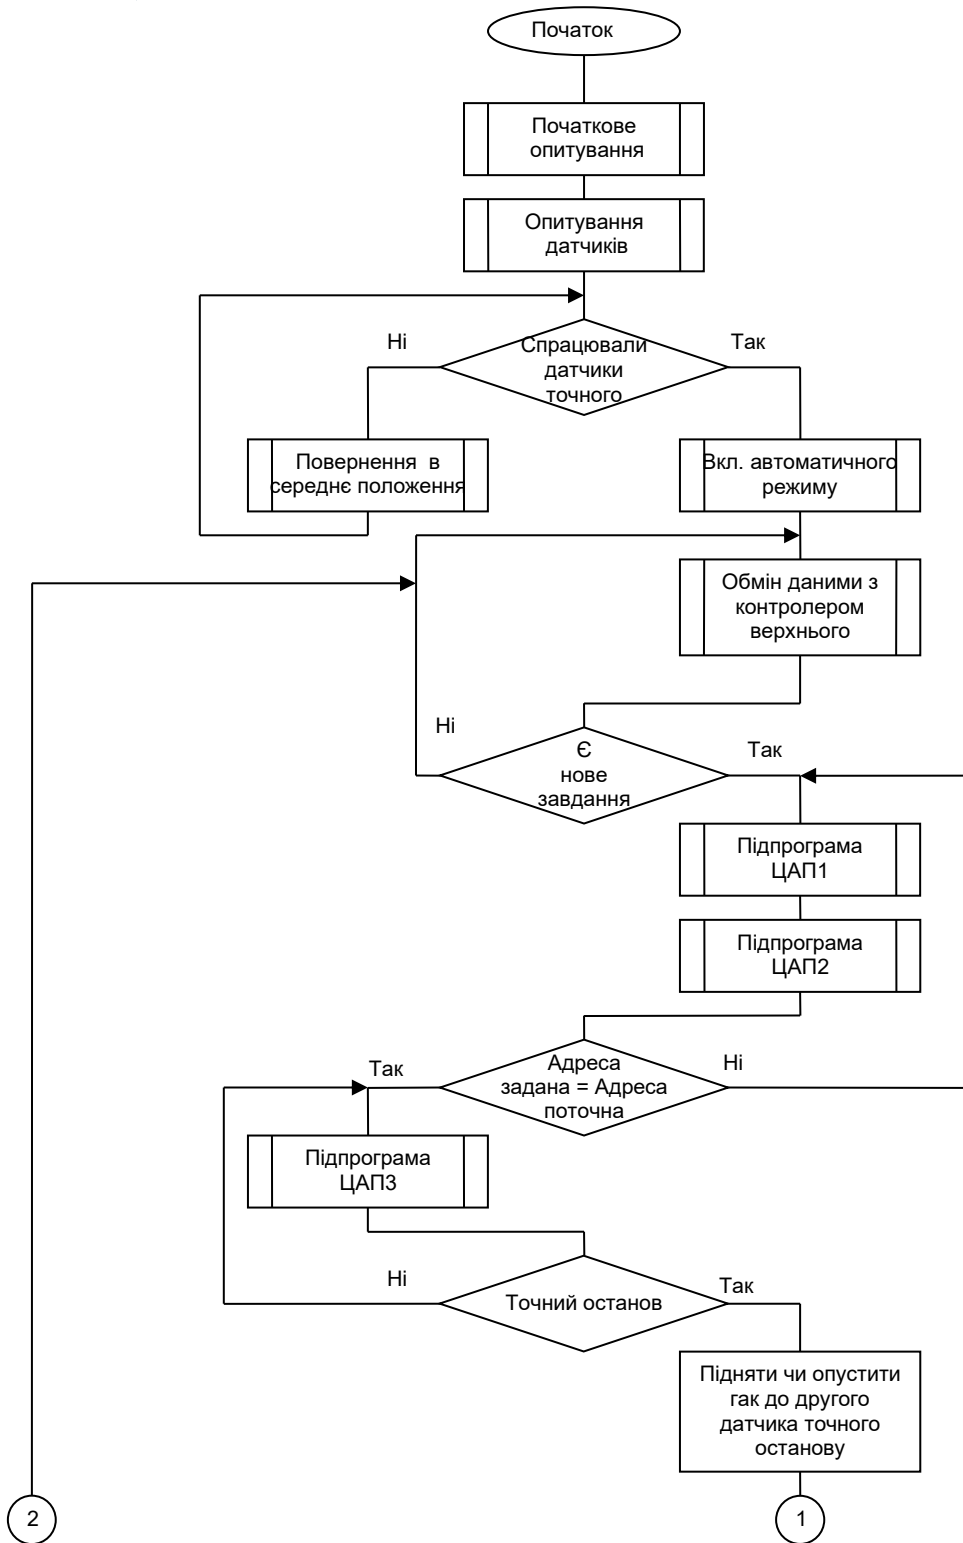 Початок
Початкове
опитування
Опитування
датчиків
Ні
Так
Спрацювали
датчики
точного
Повернення в
середнє положення
Вкл. автоматичного
режиму
Обмін даними з
контролером
верхнього
Ні
Так
Є
нове
завдання
Підпрограма
ЦАП1
Підпрограма
ЦАП2
Так
Ні
Адреса
задана = Адреса
поточна
Підпрограма
ЦАП3
Ні
Так
Точний останов
Підняти чи опустити
гак до другого
датчика точного
останову
2
1